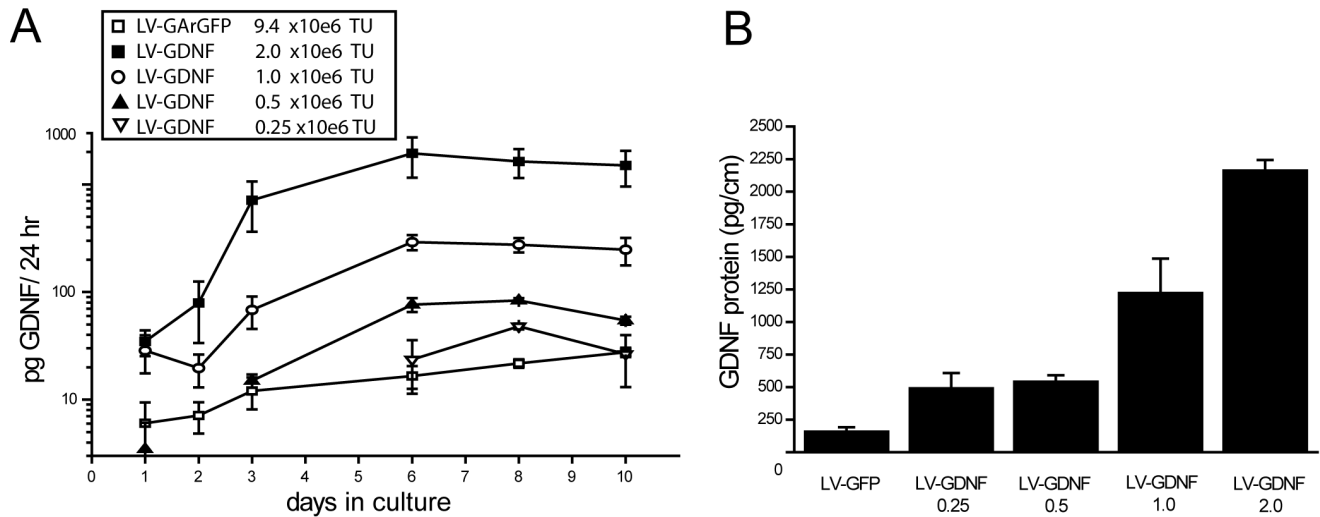 A
LV-GArGFP 9.4 x10e6 TU
LV-GDNF 2.0 x10e6 TU
LV-GDNF 1.0 x10e6 TU
LV-GDNF 0.5 x10e6 TU
LV-GDNF 0.25 x10e6 TU
1000
100
10
pg GDNF/ 24 hr
0 1 2 3 4 5 6 7 8 9 10
days in culture
B
2500
2250
2000
1750
1500
1250
1000
750
500
250
0
GDNF protein (pg/cm)
LV-GFP LV-GDNF LV-GDNF LV-GDNF LV-GDNF
0.25 0.5 1.0 2.0